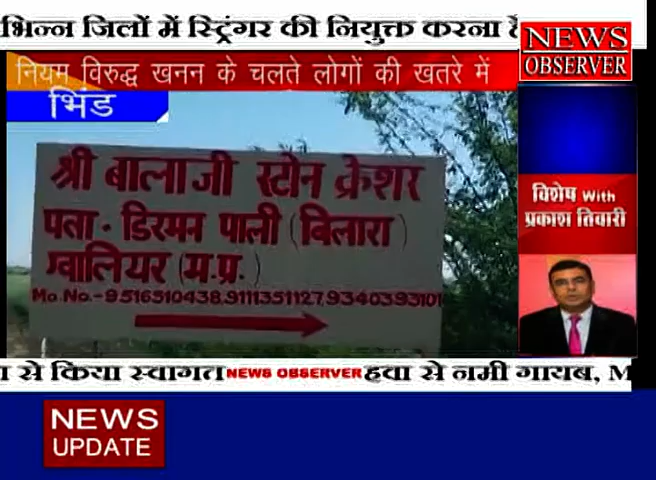 भिन्न जिलों में स्ट्रिंगर की नियुक्त करना है
NEWS
OBSERVER
नियम विरुद्ध खनन के चलते लोगों की खतरे में
भिंड
श्री बालाजी स्टोन क्रेशर
पता - डिरमन पाली (बिलारा)
ग्वालियर (म.प्र.)
Mo No.-9516510438,9111351127,9340393101
विशेष With
प्रकाश तिवारी
से किया स्वागत NEWS OBSERVER हवा से नमी गायब, M
NEWS
UPDATE